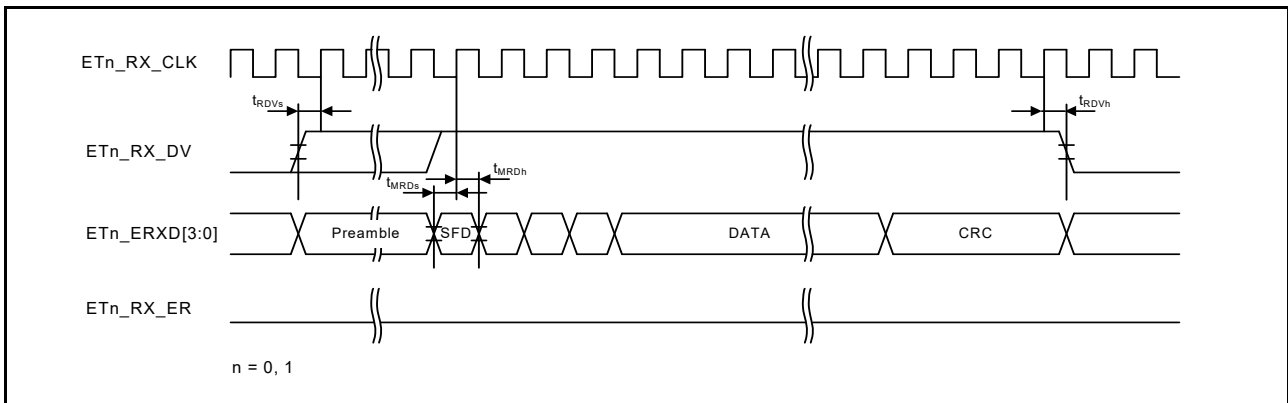 ETn_RX_CLK
tRDVs
tRDVh
ETn_RX_DV
tMRDs
tMRDh
ETn_ERXD[3:0]
Preamble
SFD
DATA
CRC
ETn_RX_ER
n = 0, 1